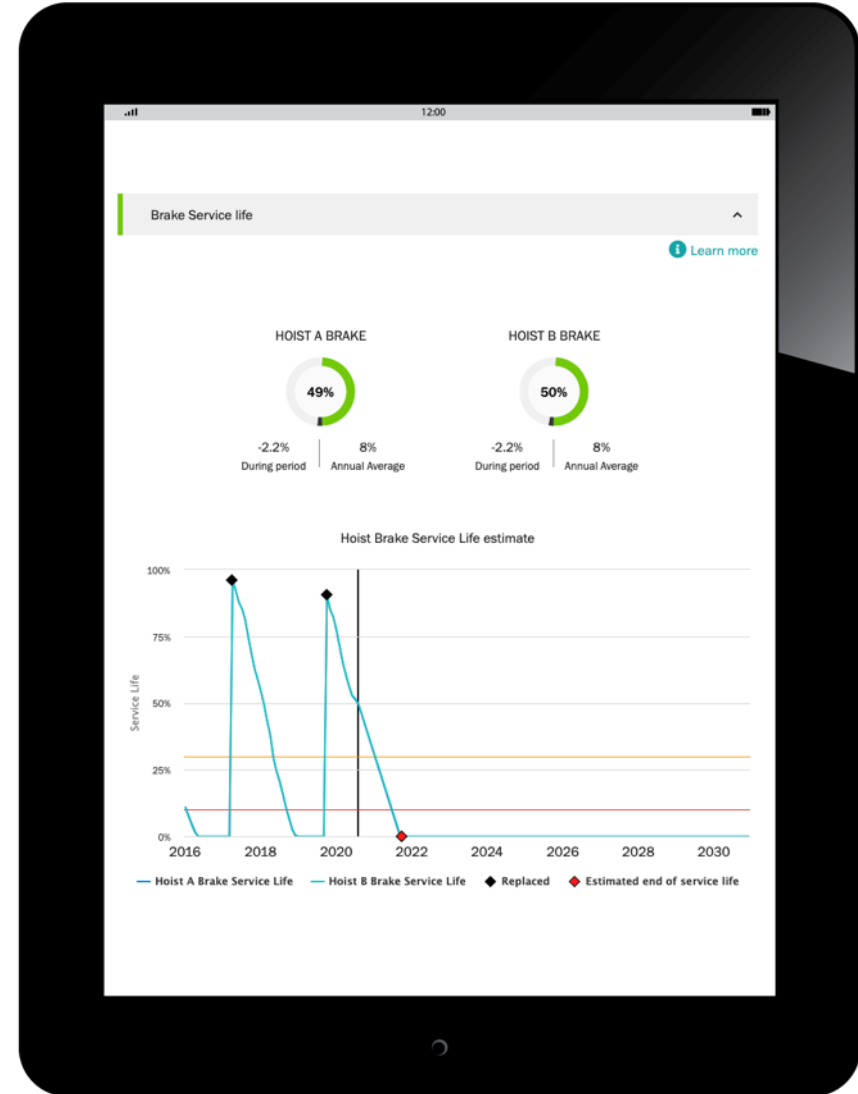 12:00
Brake Service life
Learn more
HOIST A BRAKE HOIST B BRAKE
49% 50%
-2.2% 8% -2.2% 8%
During period Annual Average During period Annual Average
Hoist Brake Service Life estimate
100%
75%
Service Life
50%
25%
0%
2016 2018 2020 2022 2024 2026 2028 2030
Hoist A Brake Service Life Hoist B Brake Service Life Replaced Estimated end of service life